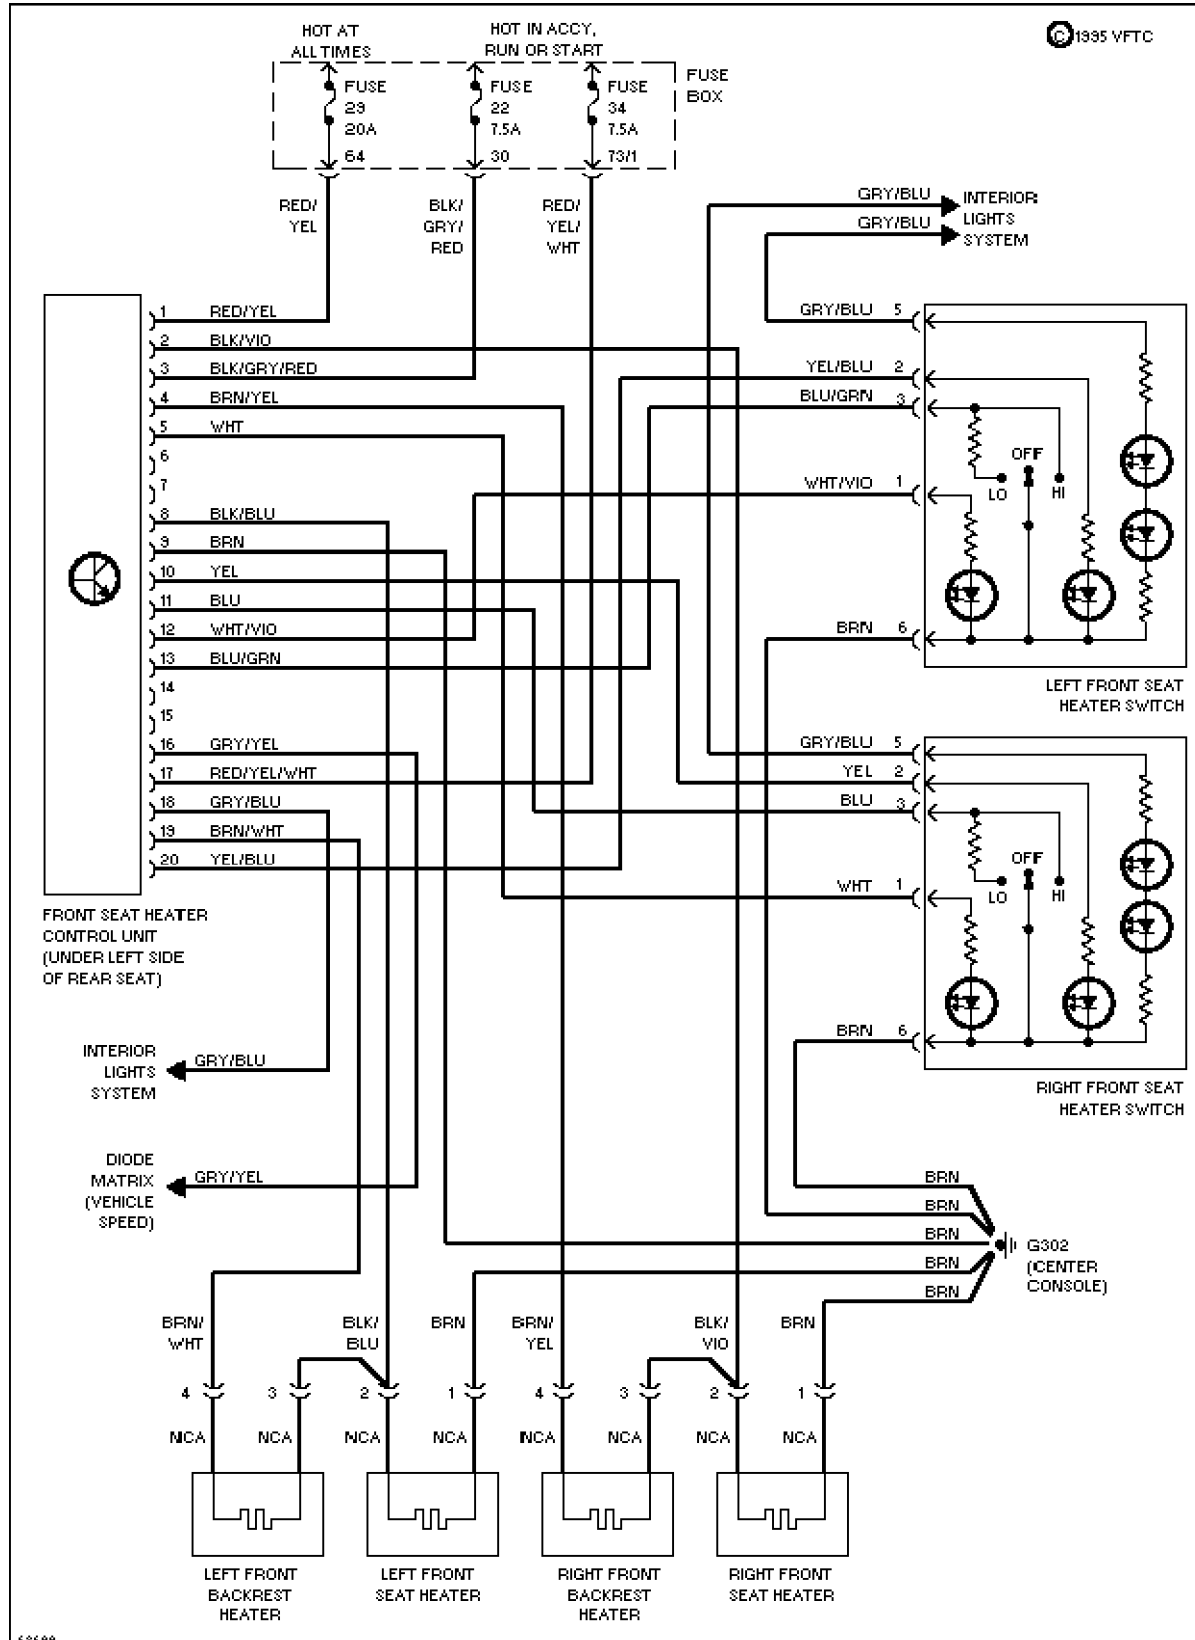 HOT AT
ALL TIMES
HOT IN ACCY,
RUN OR START
© 1995 VFTC
FUSE
29
20A
64
FUSE
22
7.5A
30
FUSE
34
7.5A
73/1
FUSE
BOX
RED/
YEL
BLK/
GRY/
RED
RED/
YEL/
WHT
GRY/BLU
GRY/BLU
INTERIOR
LIGHTS
SYSTEM
1 RED/YEL
2 BLK/VIO
3 BLK/GRY/RED
4 BRN/YEL
5 WHT
6
7
8 BLK/BLU
9 BRN
10 YEL
11 BLU
12 WHT/VIO
13 BLU/GRN
14
15
16 GRY/YEL
17 RED/YEL/WHT
18 GRY/BLU
19 BRN/WHT
20 YEL/BLU
FRONT SEAT HEATER
CONTROL UNIT
(UNDER LEFT SIDE
OF REAR SEAT)
GRY/BLU 5
YEL/BLU 2
BLU/GRN 3
WHT/VIO 1
BRN 6
OFF
LO
HI
LEFT FRONT SEAT
HEATER SWITCH
GRY/BLU 5
YEL 2
BLU 3
WHT 1
BRN 6
OFF
LO
HI
RIGHT FRONT SEAT
HEATER SWITCH
INTERIOR
LIGHTS
SYSTEM
GRY/BLU
DIODE
MATRIX
(VEHICLE
SPEED)
GRY/YEL
BRN
BRN
BRN
BRN
BRN
G302
(CENTER
CONSOLE)
BRN/
WHT
BLK/
BLU
BRN
BRN/
YEL
BLK/
VIO
BRN
4 3 2 1 4 3 2 1
NCA NCA NCA NCA NCA NCA NCA NCA
LEFT FRONT
BACKREST
HEATER
LEFT FRONT
SEAT HEATER
RIGHT FRONT
BACKREST
HEATER
RIGHT FRONT
SEAT HEATER